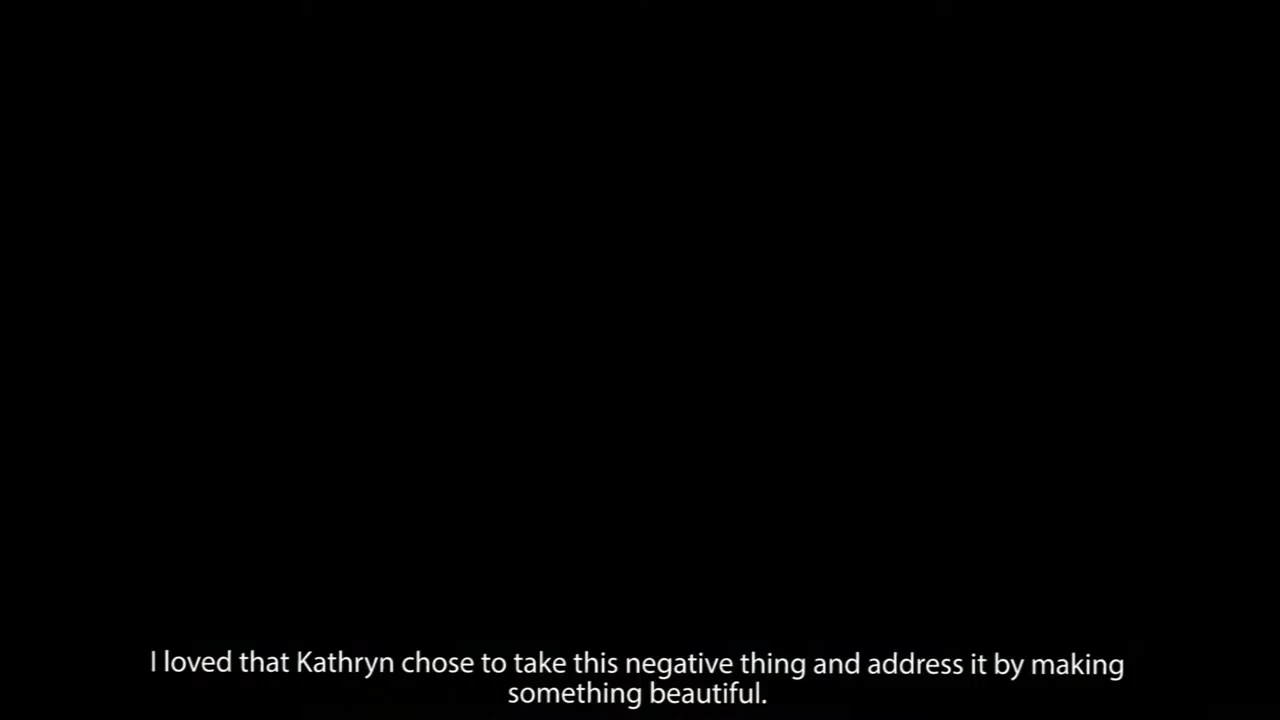 I loved that Kathryn chose to take this negative thing and address it by making
something beautiful.